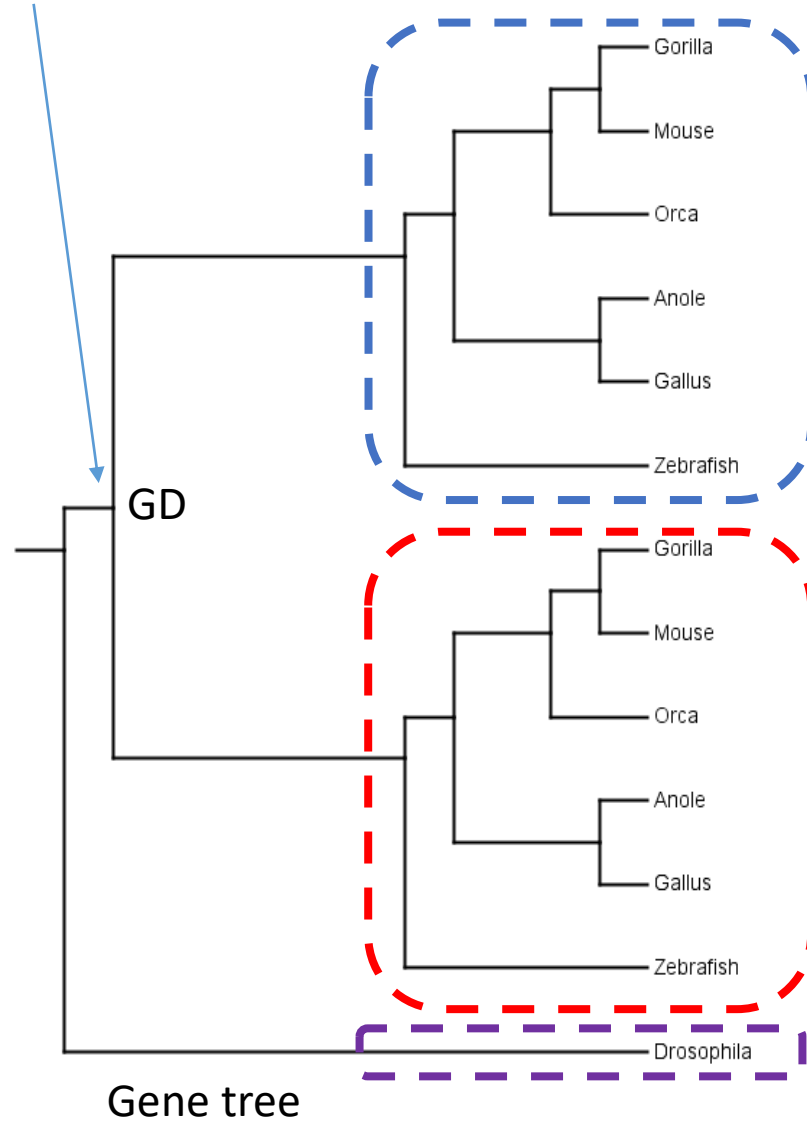 Gorilla
Mouse
Orca
Anole
Gallus
Zebrafish
GD
Gorilla
Mouse
Orca
Anole
Gallus
Zebrafish
Drosophila
Gene tree